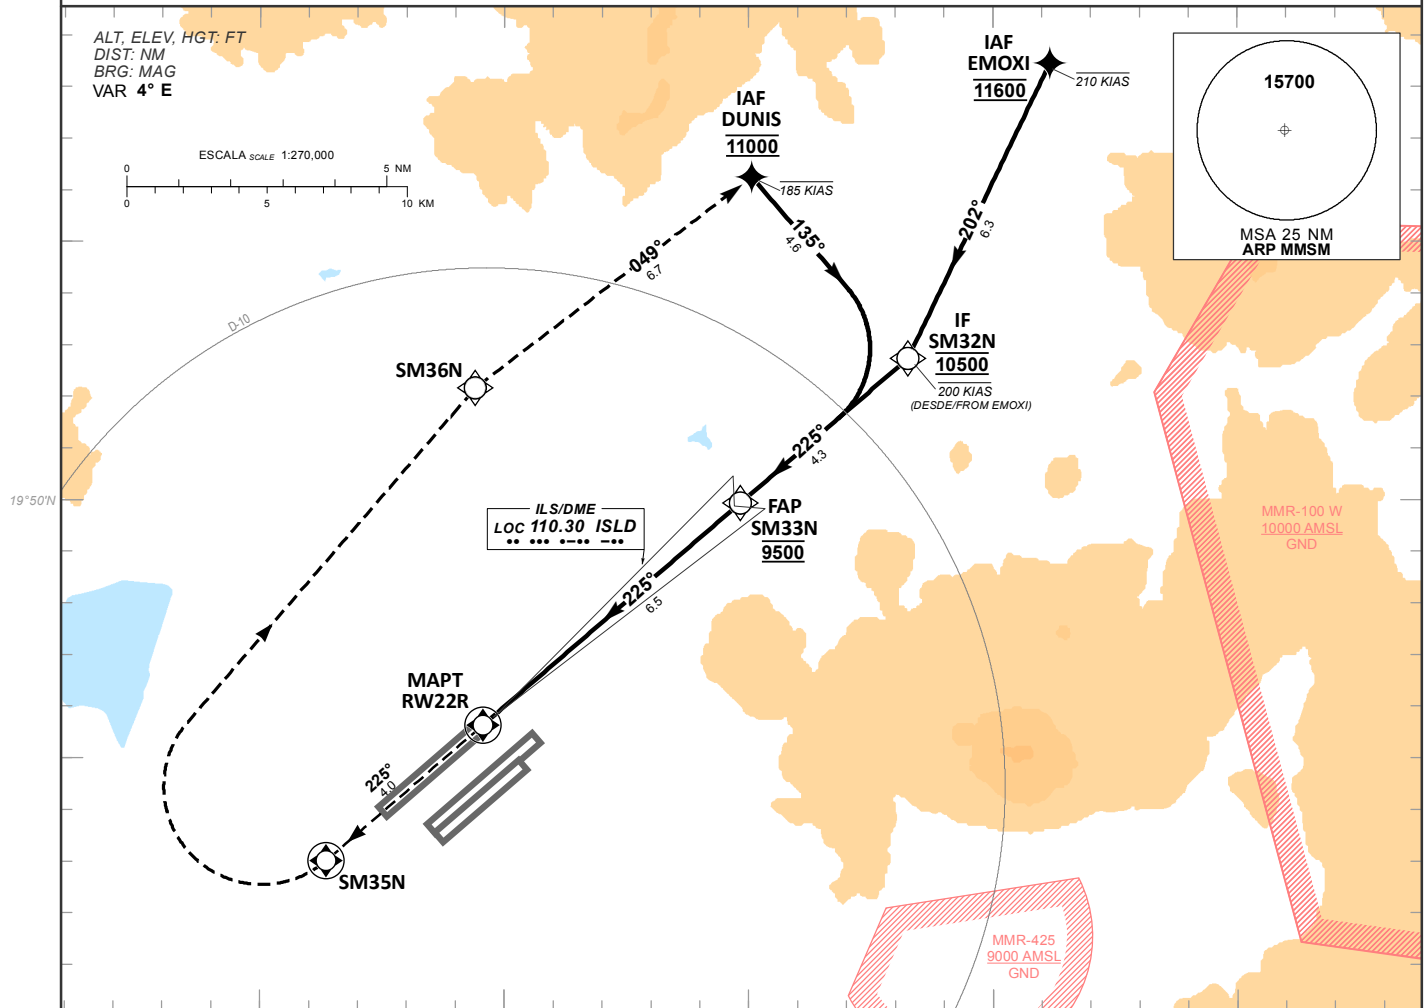 ALT, ELEV, HGT: FT
DIST: NM
BRG: MAG
VAR 4° E
ESCALA SCALE 1:270,000
0 5 NM
0 5 10 KM
IAF
DUNIS
11000
185 KIAS
IAF
EMOXI
11600
210 KIAS
15700
MSA 25 NM
ARP MMSM
135°
4.6
202°
6.3
049°
6.7
D-10
SM36N
IF
SM32N
10500
200 KIAS
(DESDE/FROM EMOXI)
225°
4.3
19°50'N
ILS/DME
LOC 110.30 ISLD
FAP
SM33N
9500
225°
6.5
MMR-100 W
10000 AMSL
GND
MAPT
RW22R
225°
4.0
SM35N
MMR-425
9000 AMSL
GND